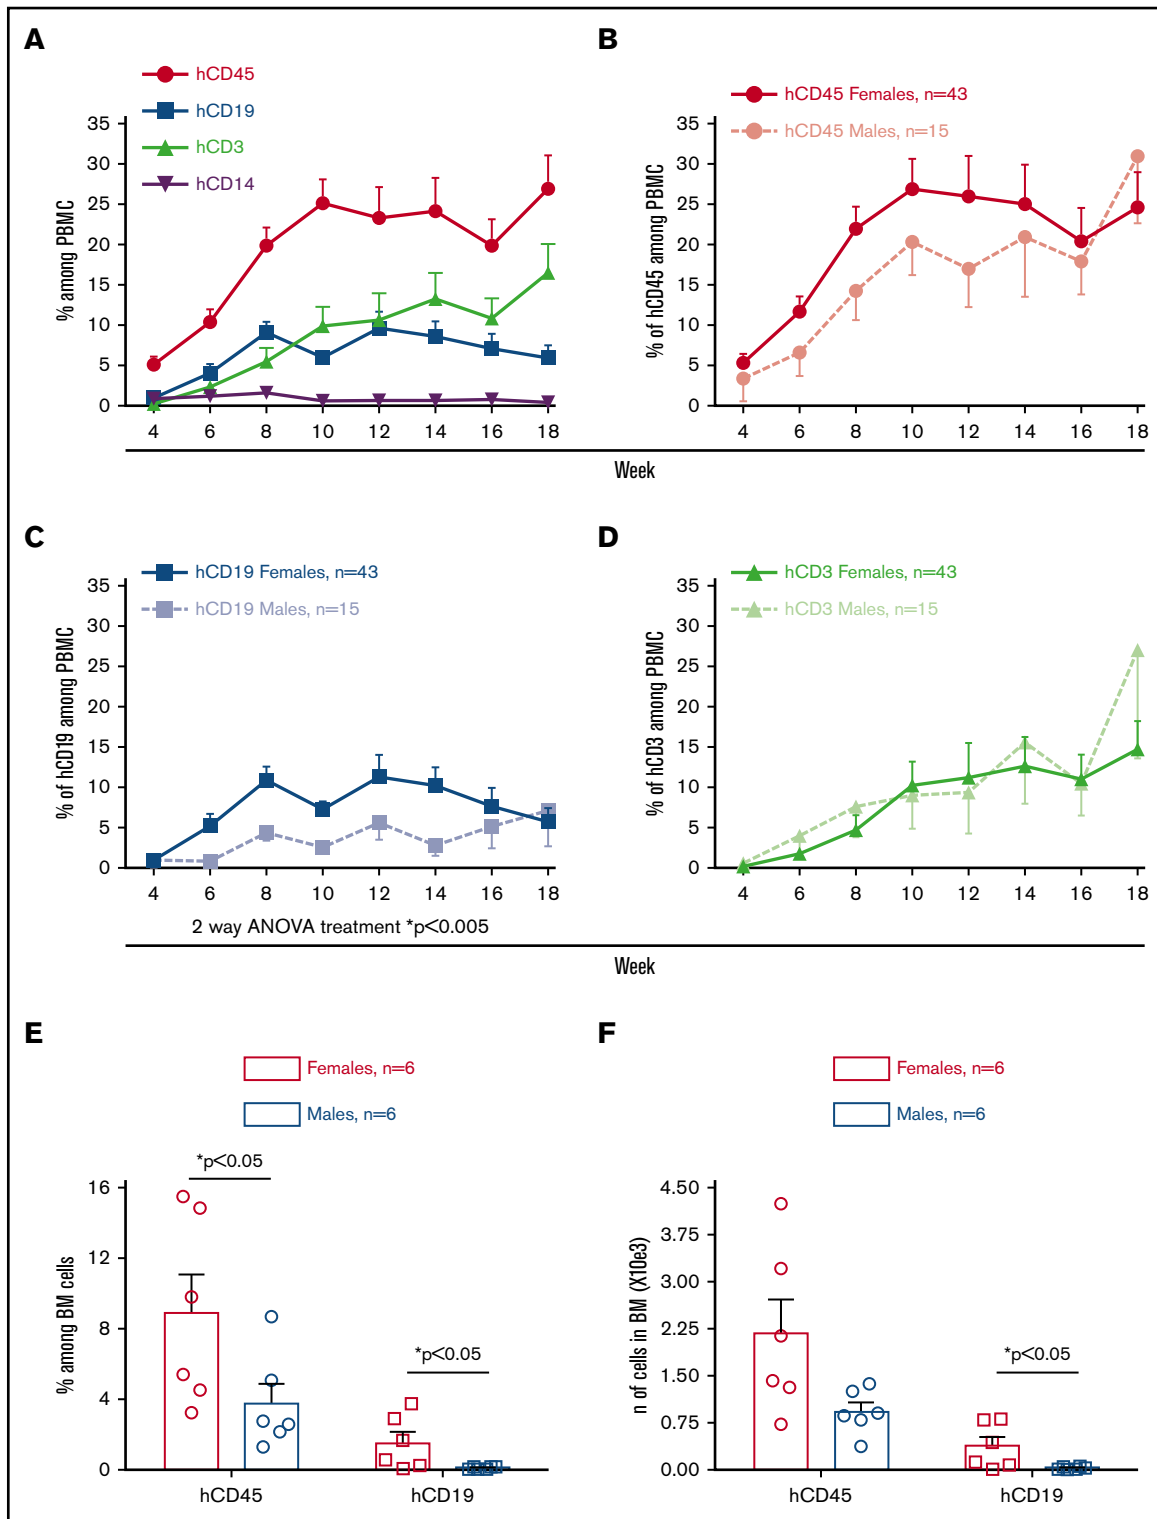 A
hCD45
hCD19
hCD3
hCD14
% among PBMC
35
30
25
20
15
10
5
0
4 6 8 10 12 14 16 18
B
hCD45 Females, n=43
hCD45 Males, n=15
% of hCD45 among PBMC
35
30
25
20
15
10
5
0
4 6 8 10 12 14 16 18
Week
C
hCD19 Females, n=43
hCD19 Males, n=15
% of hCD19 among PBMC
35
30
25
20
15
10
5
0
4 6 8 10 12 14 16 18
2 way ANOVA treatment *p<0.005
D
hCD3 Females, n=43
hCD3 Males, n=15
% of hCD3 among PBMC
35
30
25
20
15
10
5
0
4 6 8 10 12 14 16 18
Week
E
Females, n=6
Males, n=6
*p<0.05
% among BM cells
16
12
8
4
0
*p<0.05
hCD45 hCD19
F
Females, n=6
Males, n=6
n of cells in BM (X10e3)
4.50
3.75
3.00
2.25
1.50
0.75
0.00
*p<0.05
hCD45 hCD19